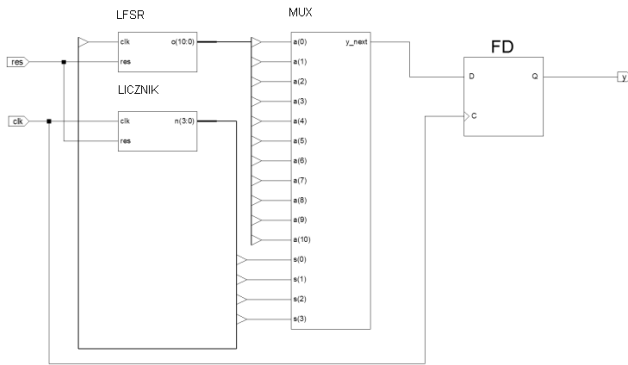 LFSR
MUX
clk
o(10:0)
res
LICZNIK
clk
n(3:0)
res
res
clk
a(0)
y_next
a(1)
a(2)
a(3)
a(4)
a(5)
a(6)
a(7)
a(8)
a(9)
a(10)
s(0)
s(1)
s(2)
s(3)
FD
D
Q
C
y